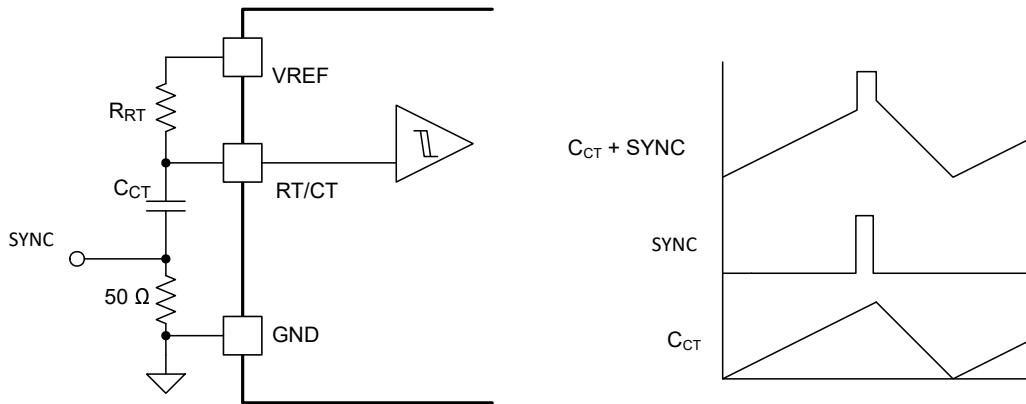 VREF
R_RT
RT/CT
C_CT
SYNC
50 Ω
GND
C_CT + SYNC
SYNC
C_CT